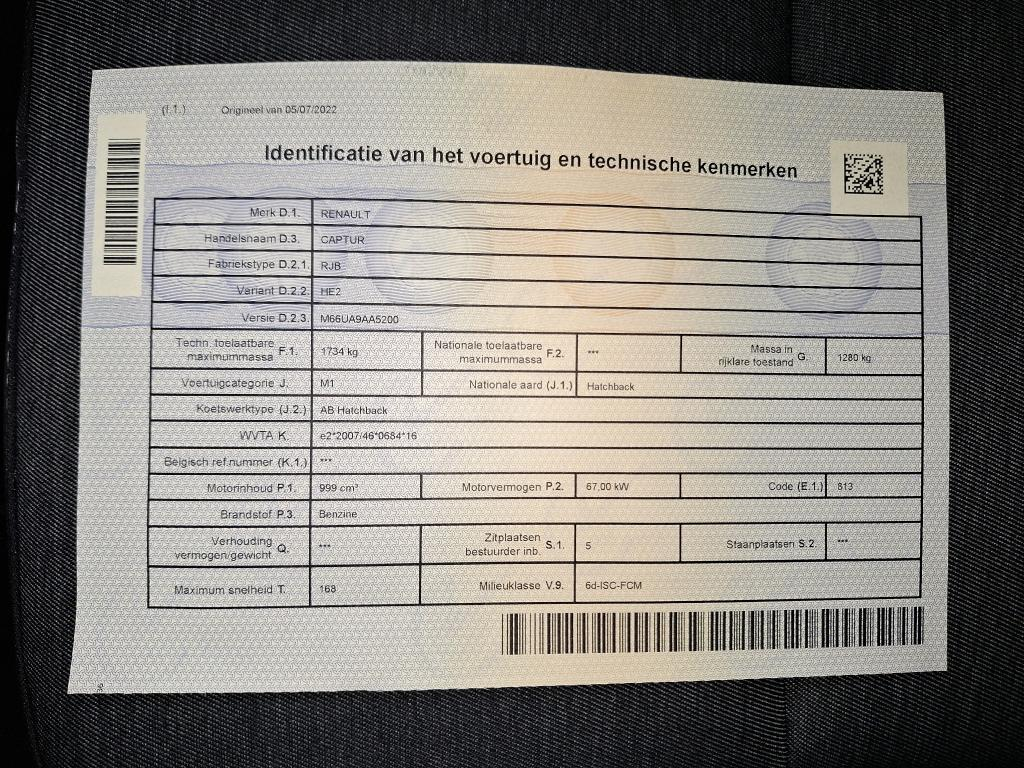 (I.1.) Origineel van 05/07/2022
Identificatie van het voertuig en technische kenmerken
Merk D.1. RENAULT
Handelsnaam D.3. CAPTUR
Fabriekstype D.2.1. RJB
Variant D.2.2. HE2
Versie D.2.3. M66UA9AA5200
Techn. toelaatbare maximummassa F.1. 1734 kg Nationale toelaatbare maximummassa F.2. *** Massa in rijklare toestand G. 1280 kg
Voertuigcategorie J. M1 Nationale aard (J.1.) Hatchback
Koetswerktype (J.2.) AB Hatchback
WVTA K. e2*2007/46*0684*16
Belgisch ref.nummer (K.1.) ***
Motorinhoud P.1. 999 cm³ Motorvermogen P.2. 67,00 kW Code (E.1.) 813
Brandstof P.3. Benzine
Verhouding vermogen/gewicht Q. *** Zitplaatsen bestuurder inb. S.1. 5 Staanplaatsen S.2. ***
Maximum snelheid T. 168 Milieuklasse V.9. 6d-ISC-FCM